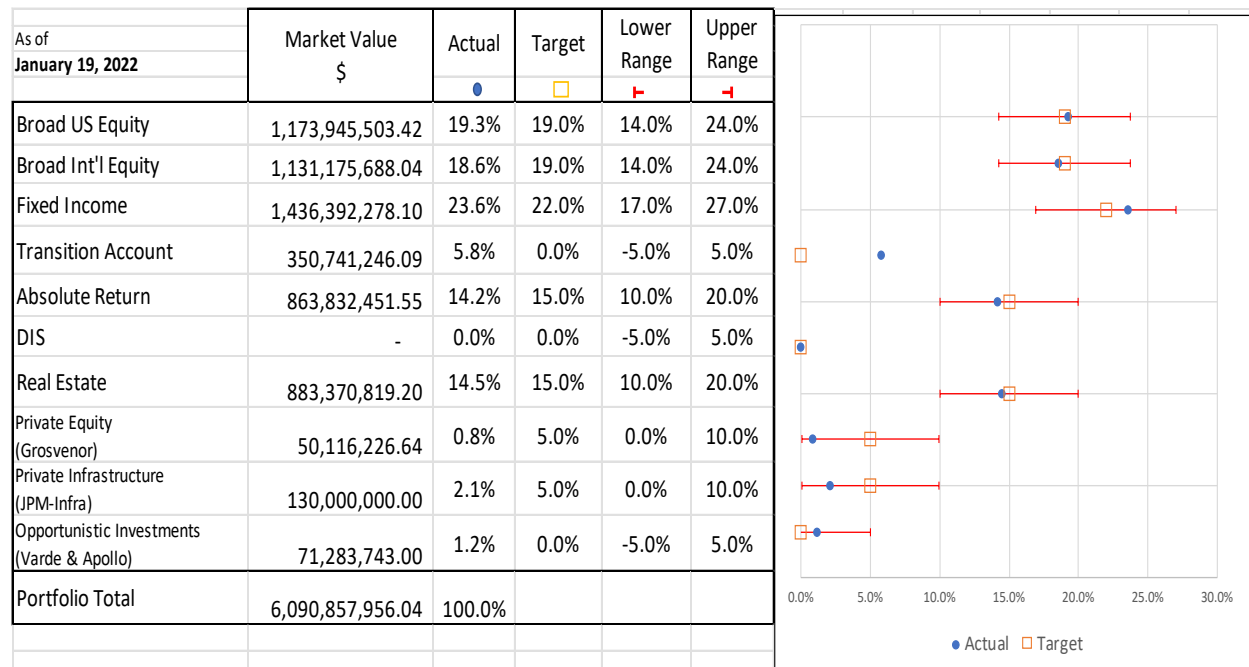 As of
January 19, 2022
Market Value
$
Actual
Target
Lower
Range
Upper
Range
Broad US Equity 1,173,945,503.42 19.3% 19.0% 14.0% 24.0%
Broad Int'l Equity 1,131,175,688.04 18.6% 19.0% 14.0% 24.0%
Fixed Income 1,436,392,278.10 23.6% 22.0% 17.0% 27.0%
Transition Account 350,741,246.09 5.8% 0.0% -5.0% 5.0%
Absolute Return 863,832,451.55 14.2% 15.0% 10.0% 20.0%
DIS - 0.0% 0.0% -5.0% 5.0%
Real Estate 883,370,819.20 14.5% 15.0% 10.0% 20.0%
Private Equity
(Grosvenor) 50,116,226.64 0.8% 5.0% 0.0% 10.0%
Private Infrastructure
(JPM-Infra) 130,000,000.00 2.1% 5.0% 0.0% 10.0%
Opportunistic Investments
(Varde & Apollo) 71,283,743.00 1.2% 0.0% -5.0% 5.0%
Portfolio Total 6,090,857,956.04 100.0%
0.0% 5.0% 10.0% 15.0% 20.0% 25.0% 30.0%
Actual Target